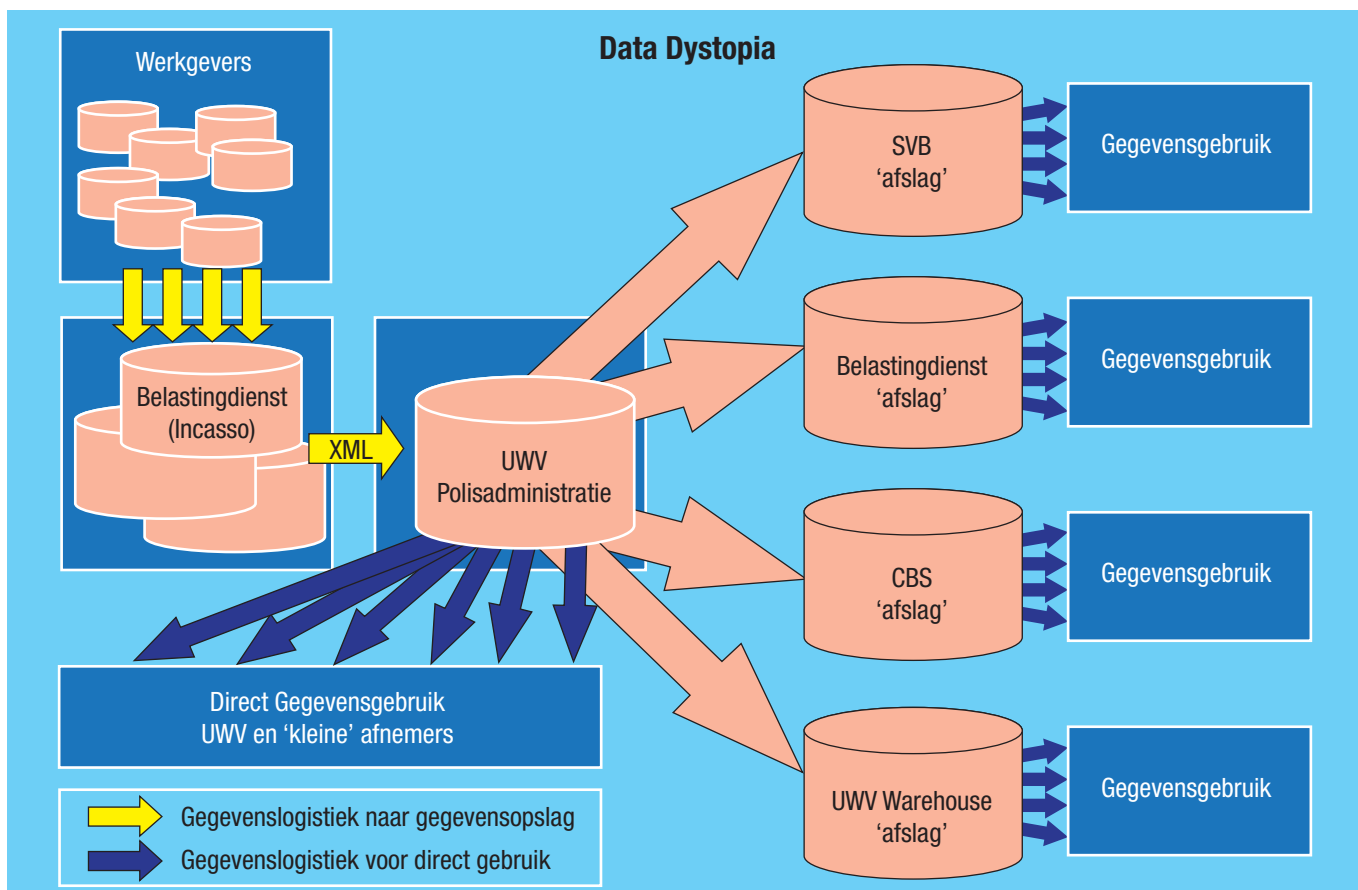 Data Dystopia
Werkgevers
Belastingdienst
(Incasso)
XML
UWV
Polisadministratie
SVB
‘afslag’
Gegevensgebruik
Belastingdienst
‘afslag’
Gegevensgebruik
CBS
‘afslag’
Gegevensgebruik
UWV Warehouse
‘afslag’
Gegevensgebruik
Direct Gegevensgebruik
UWV en ‘kleine’ afnemers
Gegevenslogistiek naar gegevensopslag
Gegevenslogistiek voor direct gebruik